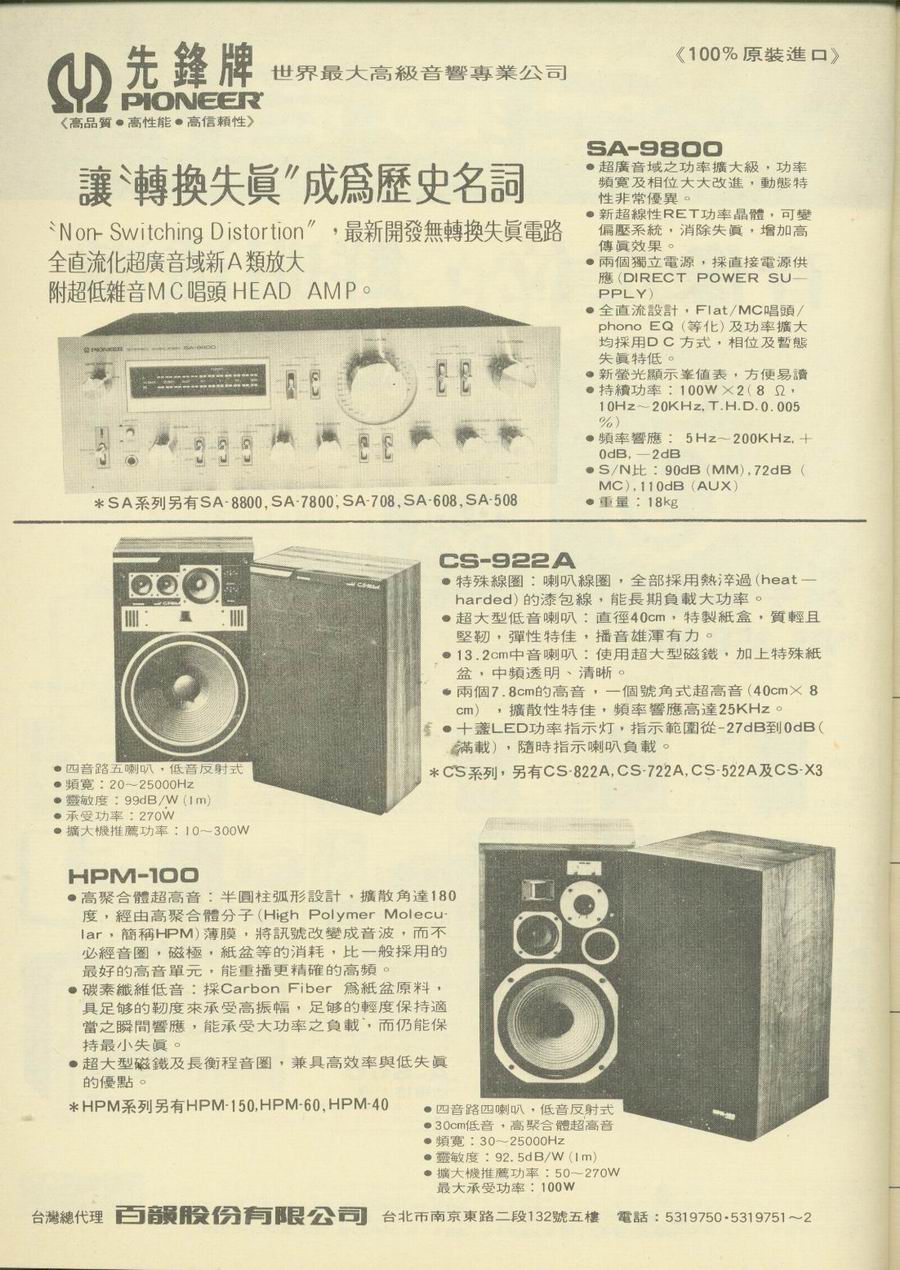 先鋒牌
PIONEER
世界最大高級音響專業公司
《100%原裝進口》
《高品質●高性能●高信賴性》
讓〝轉換失眞〞成爲歷史名詞
〝Non-Switching Distortion〞，最新開發無轉換失眞電路
全直流化超廣音域新A類放大
附超低雜音MC唱頭 HEAD AMP。
PIONEER
SA-9800
＊SA系列另有SA-8800,SA-7800,SA-708,SA-608,SA-508
SA-9800
●超廣音域之功率擴大級，功率
頻寬及相位大大改進，動態特
性非常優異。
●新超線性RET功率晶體，可變
偏壓系統，消除失眞，增加高
傳眞效果。
●兩個獨立電源，採直接電源供
應(DIRECT POWER SU—
PPLY)
●全直流設計，Flat/MC唱頭/
phono EQ (等化)及功率擴大
均採用DC方式，相位及暫態
失眞特低。
●新螢光顯示峯値表，方便易讀
●持續功率：100W×2(8 Ω，
10Hz～20KHz,T.H.D.0.005
%)
●頻率響應： 5Hz～200KHz,＋
0dB,－2dB
●S/N比：90dB (MM),72dB (
MC),110dB (AUX)
●重量：18kg
CS-922A
●特殊線圈：喇叭線圈，全部採用熱淬過(heat—
harded)的漆包線，能長期負載大功率。
●超大型低音喇叭：直徑40cm，特製紙盒，質輕且
堅韌，彈性特佳，播音雄渾有力。
●13.2cm中音喇叭：使用超大型磁鐵，加上特殊紙
盆，中頻透明、清晰。
●兩個7.8cm的高音，一個號角式超高音(40cm× 8
cm)，擴散性特佳，頻率響應高達25KHz。
●十盞LED功率指示灯，指示範圍從-27dB到0dB(
滿載)，隨時指示喇叭負載。
＊CS系列，另有CS-822A,CS-722A,CS-522A及CS-X3
●四音路五喇叭，低音反射式
●頻寬：20～25000Hz
●靈敏度：99dB/W (1m)
●承受功率：270W
●擴大機推薦功率：10～300W
HPM-100
●高聚合體超高音：半圓柱弧形設計，擴散角達180
度，經由高聚合體分子(High Polymer Molecu-
lar，簡稱HPM)薄膜，將訊號改變成音波，而不
必經音圈，磁極，紙盆等的消耗，比一般採用的
最好的高音單元，能重播更精確的高頻。
●碳素纖維低音：採Carbon Fiber 爲紙盆原料，
具足够的韌度來承受高振幅，足够的輕度保持適
當之瞬間響應，能承受大功率之負載，而仍能保
持最小失眞。
●超大型磁鐵及長衡程音圈，兼具高效率與低失眞
的優點。
＊HPM系列另有HPM-150,HPM-60,HPM-40
●四音路四喇叭，低音反射式
●30cm低音，高聚合體超高音
●頻寬：30～25000Hz
●靈敏度：92.5dB/W (1m)
●擴大機推薦功率：50～270W
最大承受功率：100W
台灣總代理 百韻股份有限公司 台北市南京東路二段132號五樓 電話：5319750·5319751～2